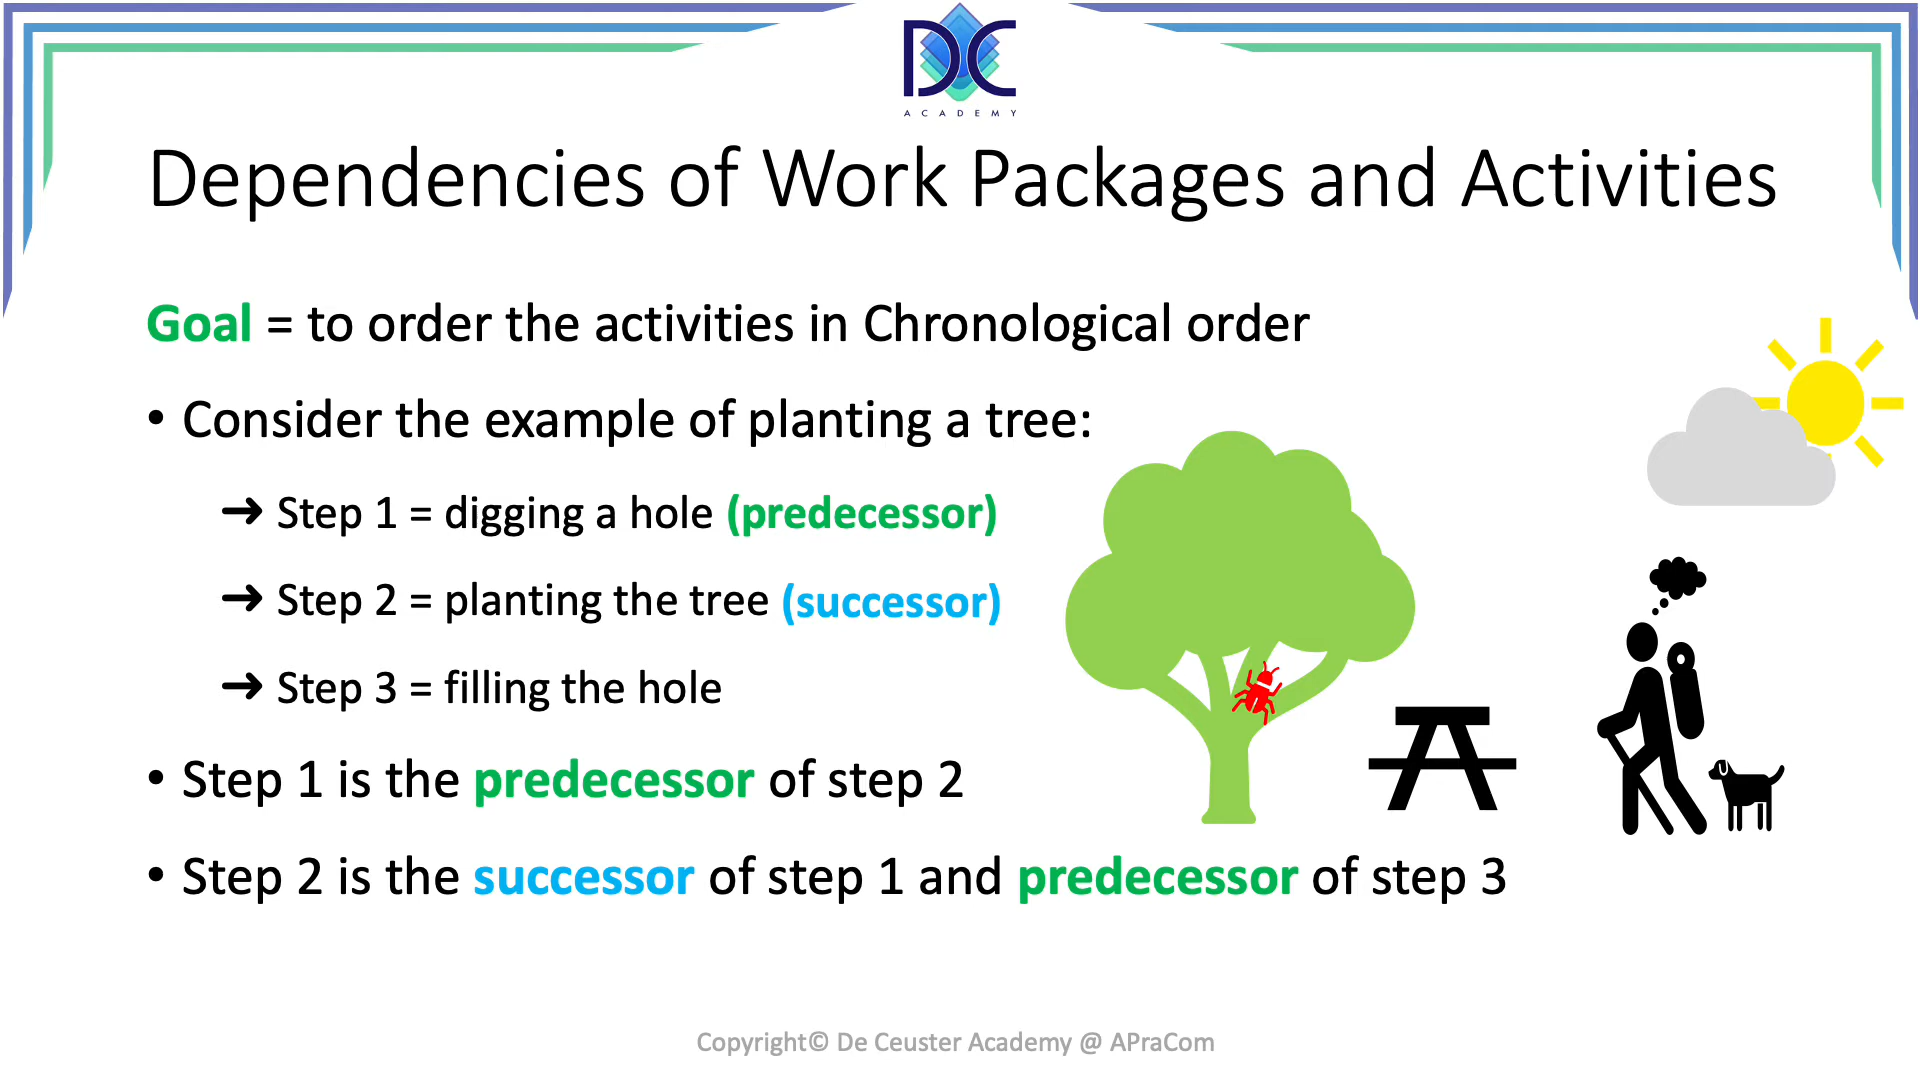 DC
ACADEMY
Dependencies of Work Packages and Activities
Goal = to order the activities in Chronological order
• Consider the example of planting a tree:
➜ Step 1 = digging a hole (predecessor)
➜ Step 2 = planting the tree (successor)
➜ Step 3 = filling the hole
• Step 1 is the predecessor of step 2
• Step 2 is the successor of step 1 and predecessor of step 3
Copyright© De Ceuster Academy @ APraCom